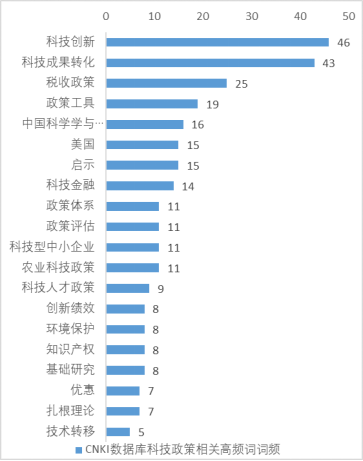 0 10 20 30 40 50
科技创新 46
科技成果转化 43
税收政策 25
政策工具 19
中国科学学与… 16
美国 15
启示 15
科技金融 14
政策体系 11
政策评估 11
科技型中小企业 11
农业科技政策 11
科技人才政策 9
创新绩效 8
环境保护 8
知识产权 8
基础研究 8
优惠 7
扎根理论 7
技术转移 5
CNKI数据库科技政策相关高频词词频